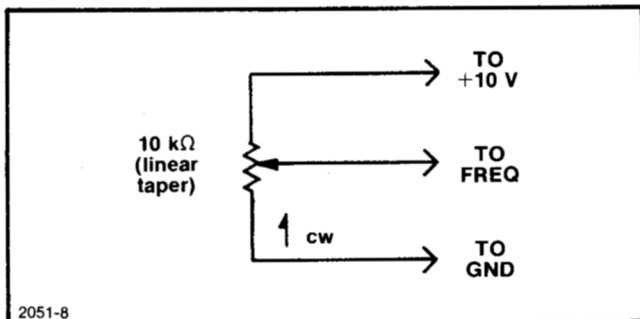 TO
+10 V
10 kΩ
(linear
taper)
TO
FREQ
cw
TO
GND
2051-8